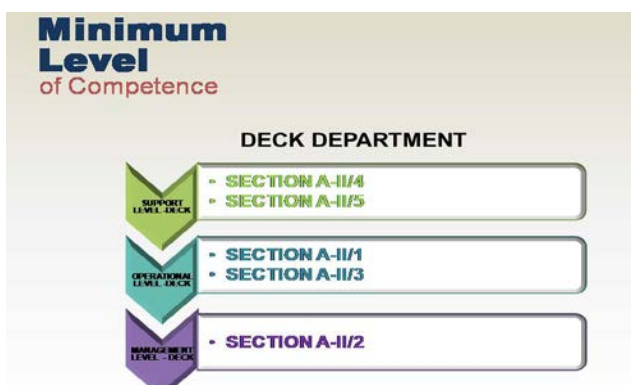 Minimum
Level
of Competence
DECK DEPARTMENT
SUPPORT
LEVEL -DECK
• SECTION A-II/4
• SECTION A-II/5
OPERATIONAL
LEVEL -DECK
• SECTION A-II/1
• SECTION A-II/3
MANAGEMENT
LEVEL - DECK
• SECTION A-II/2